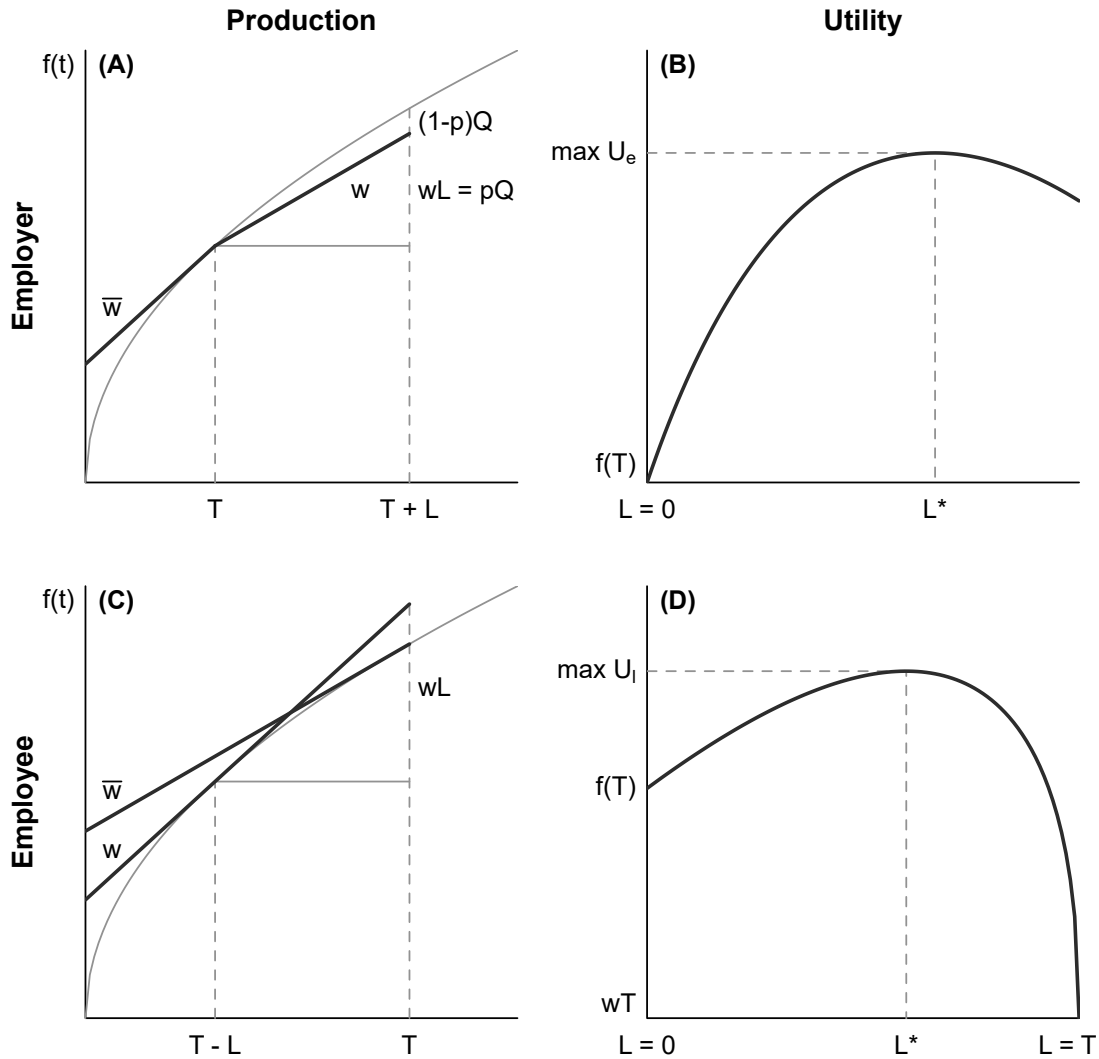 Production
Utility
f(t)
(A)
(1-p)Q
w
wL = pQ
w̅
T
T + L
Employer
(B)
max Uₑ
f(T)
L = 0
L*
f(t)
(C)
wL
w̅
w
T - L
T
Employee
(D)
max Uₗ
f(T)
wT
L = 0
L*
L = T